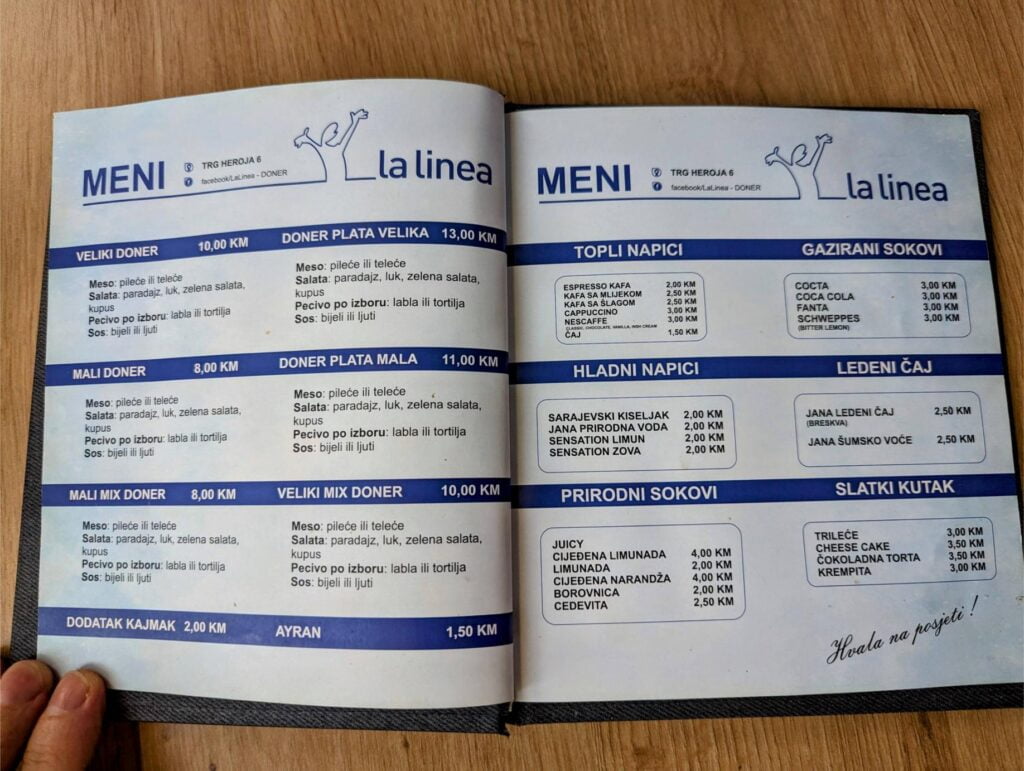 MENI
TRG HEROJA 6
facebook/LaLinea - DONER
la linea
VELIKI DONER 10,00 KM
Meso: pileće ili teleće
Salata: paradajz, luk, zelena salata,
kupus
Pecivo po izboru: labla ili tortilja
Sos: bijeli ili ljuti
DONER PLATA VELIKA 13,00 KM
Meso: pileće ili teleće
Salata: paradajz, luk, zelena salata,
kupus
Pecivo po izboru: labla ili tortilja
Sos: bijeli ili ljuti
MALI DONER 8,00 KM
Meso: pileće ili teleće
Salata: paradajz, luk, zelena salata,
kupus
Pecivo po izboru: labla ili tortilja
Sos: bijeli ili ljuti
DONER PLATA MALA 11,00 KM
Meso: pileće ili teleće
Salata: paradajz, luk, zelena salata,
kupus
Pecivo po izboru: labla ili tortilja
Sos: bijeli ili ljuti
MALI MIX DONER 8,00 KM
Meso: pileće ili teleće
Salata: paradajz, luk, zelena salata,
kupus
Pecivo po izboru: labla ili tortilja
Sos: bijeli ili ljuti
VELIKI MIX DONER 10,00 KM
Meso: pileće ili teleće
Salata: paradajz, luk, zelena salata,
kupus
Pecivo po izboru: labla ili tortilja
Sos: bijeli ili ljuti
DODATAK KAJMAK 2,00 KM
AYRAN 1,50 KM
MENI
TRG HEROJA 6
facebook/LaLinea - DONER
la linea
TOPLI NAPICI
ESPRESSO KAFA 2,00 KM
KAFA SA MLIJEKOM 2,50 KM
KAFA SA ŠLAGOM 2,50 KM
CAPPUCCINO 3,00 KM
NESCAFFE 3,00 KM
(CLASSIC, CHOCOLATE, VANILLA, IRISH CREAM
ČAJ 1,50 KM
GAZIRANI SOKOVI
COCTA 3,00 KM
COCA COLA 3,00 KM
FANTA 3,00 KM
SCHWEPPES 3,00 KM
(BITTER LEMON)
HLADNI NAPICI
SARAJEVSKI KISELJAK 2,00 KM
JANA PRIRODNA VODA 2,00 KM
SENSATION LIMUN 2,00 KM
SENSATION ZOVA 2,00 KM
LEDENI ČAJ
JANA LEDENI ČAJ 2,50 KM
(BRESKVA)
JANA ŠUMSKO VOĆE 2,50 KM
PRIRODNI SOKOVI
JUICY
CIJEĐENA LIMUNADA 4,00 KM
LIMUNADA 2,00 KM
CIJEĐENA NARANDŽA 4,00 KM
BOROVNICA 2,00 KM
CEDEVITA 2,50 KM
SLATKI KUTAK
TRILEĆE 3,00 KM
CHEESE CAKE 3,50 KM
ČOKOLADNA TORTA 3,50 KM
KREMPITA 3,00 KM
Hvala na posjeti !